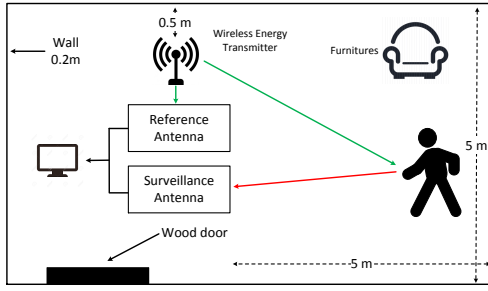 0.5 m
Wireless Energy
Transmitter
Furnitures
Wall
0.2m
Reference
Antenna
5 m
Surveillance
Antenna
Wood door
5 m